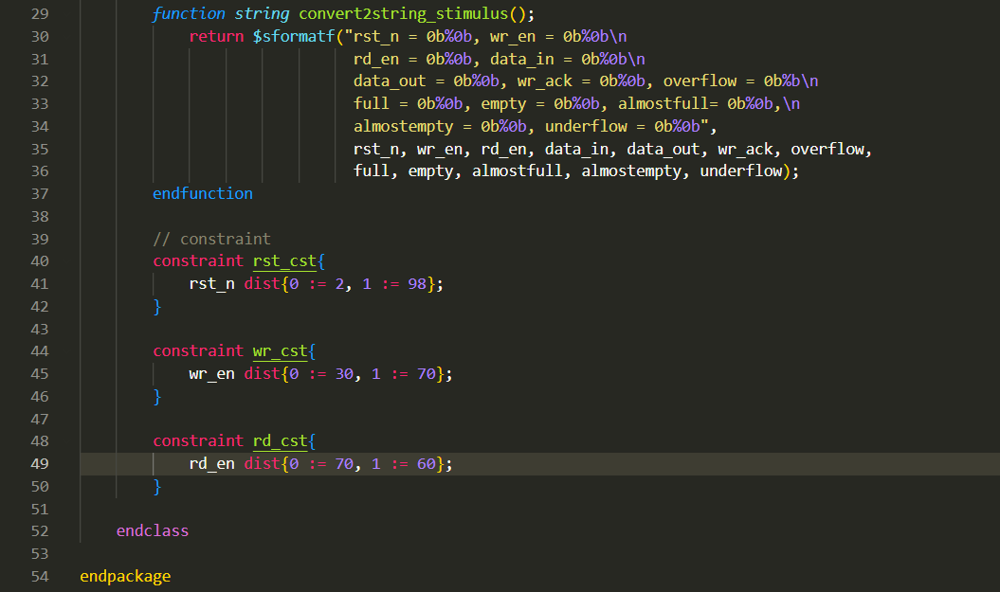 29 function string convert2string_stimulus();
30 return $sformatf("rst_n = 0b%0b, wr_en = 0b%0b\n
31 rd_en = 0b%0b, data_in = 0b%0b\n
32 data_out = 0b%0b, wr_ack = 0b%0b, overflow = 0b%b\n
33 full = 0b%0b, empty = 0b%0b, almostfull= 0b%0b,\n
34 almostempty = 0b%0b, underflow = 0b%0b",
35 rst_n, wr_en, rd_en, data_in, data_out, wr_ack, overflow,
36 full, empty, almostfull, almostempty, underflow);
37 endfunction
38
39 // constraint
40 constraint rst_cst{
41 rst_n dist{0 := 2, 1 := 98};
42 }
43
44 constraint wr_cst{
45 wr_en dist{0 := 30, 1 := 70};
46 }
47
48 constraint rd_cst{
49 rd_en dist{0 := 70, 1 := 60};
50 }
51
52 endclass
53
54 endpackage